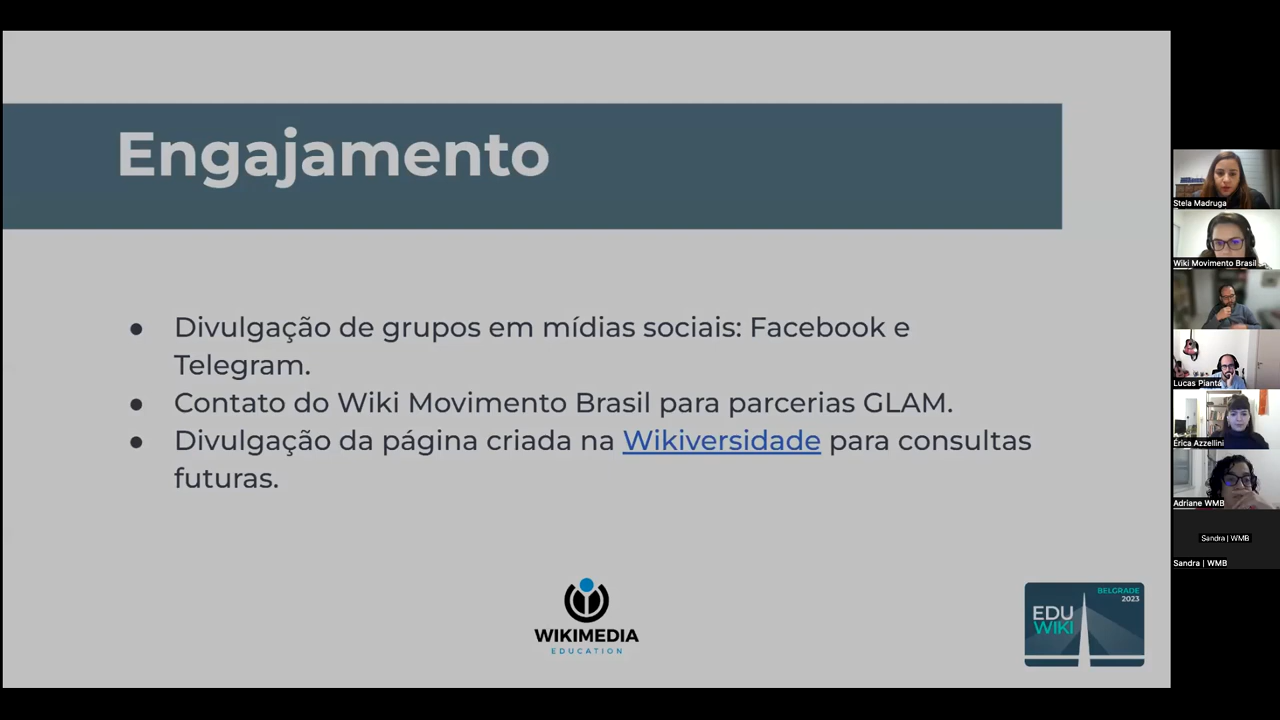 Engajamento
● Divulgação de grupos em mídias sociais: Facebook e
Telegram.
● Contato do Wiki Movimento Brasil para parcerias GLAM.
● Divulgação da página criada na Wikiversidade para consultas
futuras.
WIKIMEDIA
EDUCATION
BELGRADE
2023
EDU
WIKI
Stela Madruga
Wiki Movimento Brasil
Lucas Piantá
Érica Azzellini
Adriane WMB
Sandra | WMB
Sandra | WMB